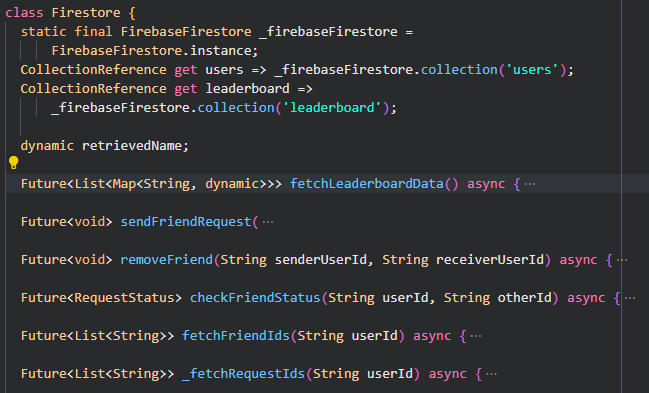 class Firestore {
static final FirebaseFirestore _firebaseFirestore =
FirebaseFirestore.instance;
CollectionReference get users => _firebaseFirestore.collection('users');
CollectionReference get leaderboard =>
_firebaseFirestore.collection('leaderboard');
dynamic retrievedName;
Future<List<Map<String, dynamic>>> fetchLeaderboardData() async {···
Future<void> sendFriendRequest(···
Future<void> removeFriend(String senderUserId, String receiverUserId) async {···
Future<RequestStatus> checkFriendStatus(String userId, String otherId) async {···
Future<List<String>> fetchFriendIds(String userId) async {···
Future<List<String>> _fetchRequestIds(String userId) async {···